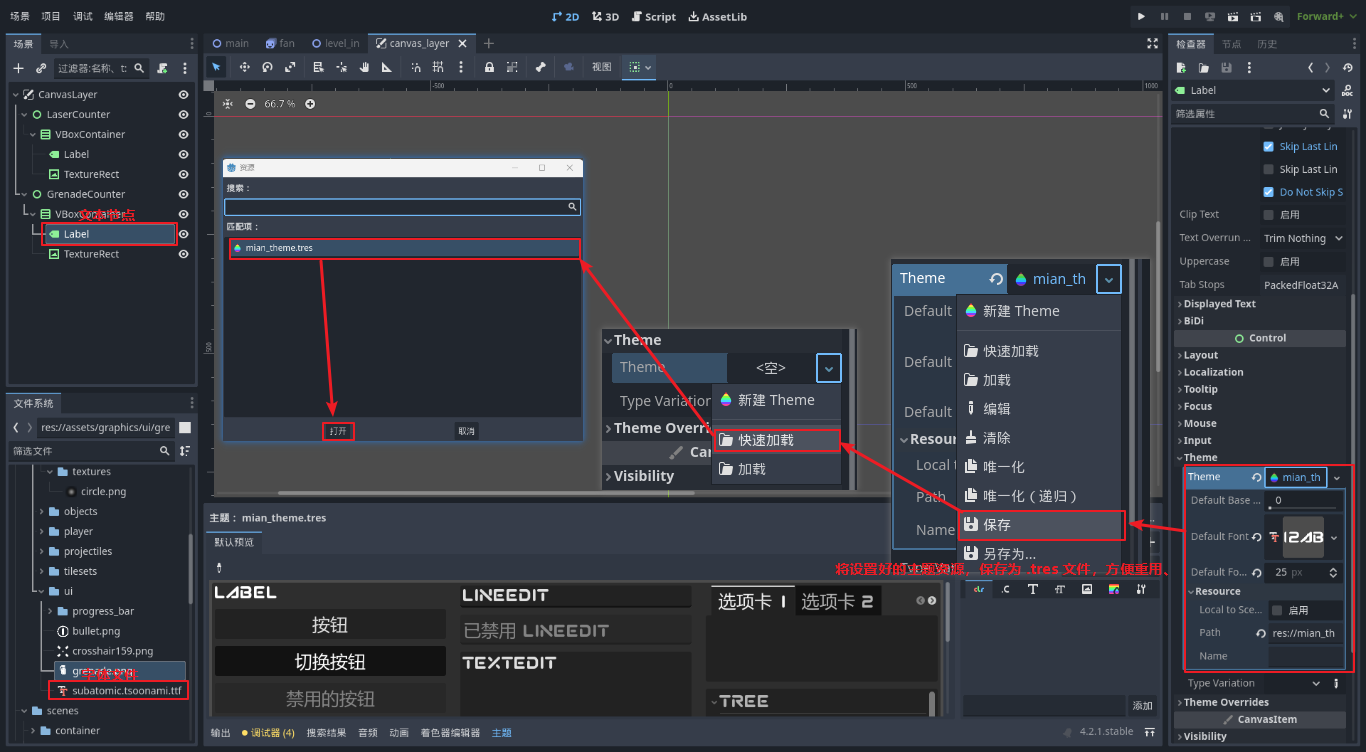 场景 项目 调试 编辑器 帮助
2D 3D Script AssetLib
Forward+
场景 导入
过滤器:名称、t:
CanvasLayer
LaserCounter
VBoxContainer
Label
TextureRect
GrenadeCounter
VBoxContainer
文本节点
Label
TextureRect
文件系统
res://assets/graphics/ui/gre
筛选文件
textures
circle.png
objects
player
projectiles
tilesets
ui
progress_bar
bullet.png
crosshair159.png
grenade.png
字体文件
subatomic.tsoonami.ttf
scenes
container
main fan level_in canvas_layer
视图
-500 0 500 1000
66.7 %
0
500
资源
搜索：
匹配项：
mian_theme.tres
打开 取消
Theme
Theme <空>
Type Variation
新建 Theme
快速加载
加载
Theme Overri
Can
Visibility
Theme mian_th
Default
Default
Default
Resour
Local t
Path
Name
Type Vari
新建 Theme
快速加载
加载
编辑
清除
唯一化
唯一化（递归）
保存
另存为...
将设置好的主题资源，保存为 .tres 文件，方便重用、
主题： mian_theme.tres
默认预览
LABEL
按钮
切换按钮
禁用的按钮
LINEEDIT
已禁用 LINEEDIT
TEXTEDIT
选项卡 1 选项卡 2
TREE
添加
输出 调试器 (4) 搜索结果 音频 动画 着色器编辑器 主题
4.2.1.stable
检查器 节点 历史
Label
筛选属性
Skip Last Lin
Skip Last Lin
Do Not Skip S
Clip Text 启用
Text Overrun ... Trim Nothing
Uppercase 启用
Tab Stops PackedFloat32A
Displayed Text
BiDi
Control
Layout
Localization
Tooltip
Focus
Mouse
Input
Theme
Theme mian_th
Default Base ... 0
Default Font 12AB
Default Fo... 25 px
Resource
Local to Sce... 启用
Path res://mian_th
Name
Type Variation
Theme Overrides
CanvasItem
Visibility